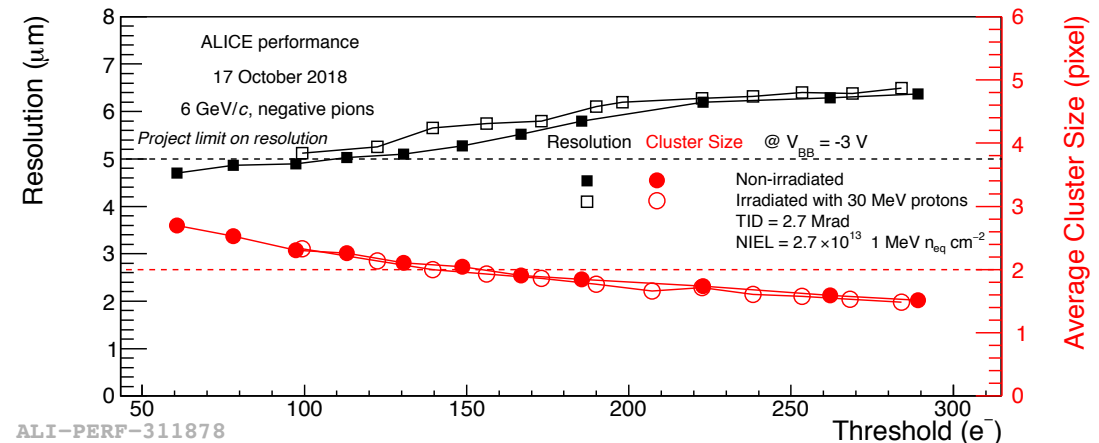 Resolution (μm)
8
7
6
5
4
3
2
1
0
ALICE performance
17 October 2018
6 GeV/c, negative pions
Project limit on resolution
Resolution Cluster Size @ V_BB = -3 V
Non-irradiated
Irradiated with 30 MeV protons
TID = 2.7 Mrad
NIEL = 2.7 ×10¹³ 1 MeV n_eq cm⁻²
6
5
4
3
2
1
0
Average Cluster Size (pixel)
50 100 150 200 250 300
Threshold (e⁻)
ALI-PERF-311878